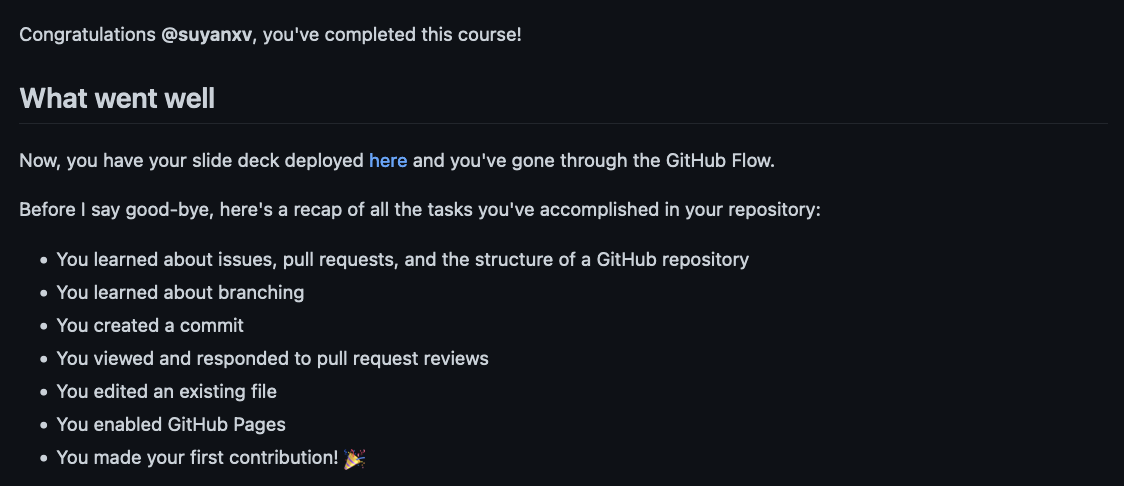 Congratulations @suyanxv, you've completed this course!
What went well
Now, you have your slide deck deployed here and you've gone through the GitHub Flow.
Before I say good-bye, here's a recap of all the tasks you've accomplished in your repository:
• You learned about issues, pull requests, and the structure of a GitHub repository
• You learned about branching
• You created a commit
• You viewed and responded to pull request reviews
• You edited an existing file
• You enabled GitHub Pages
• You made your first contribution! 🎉